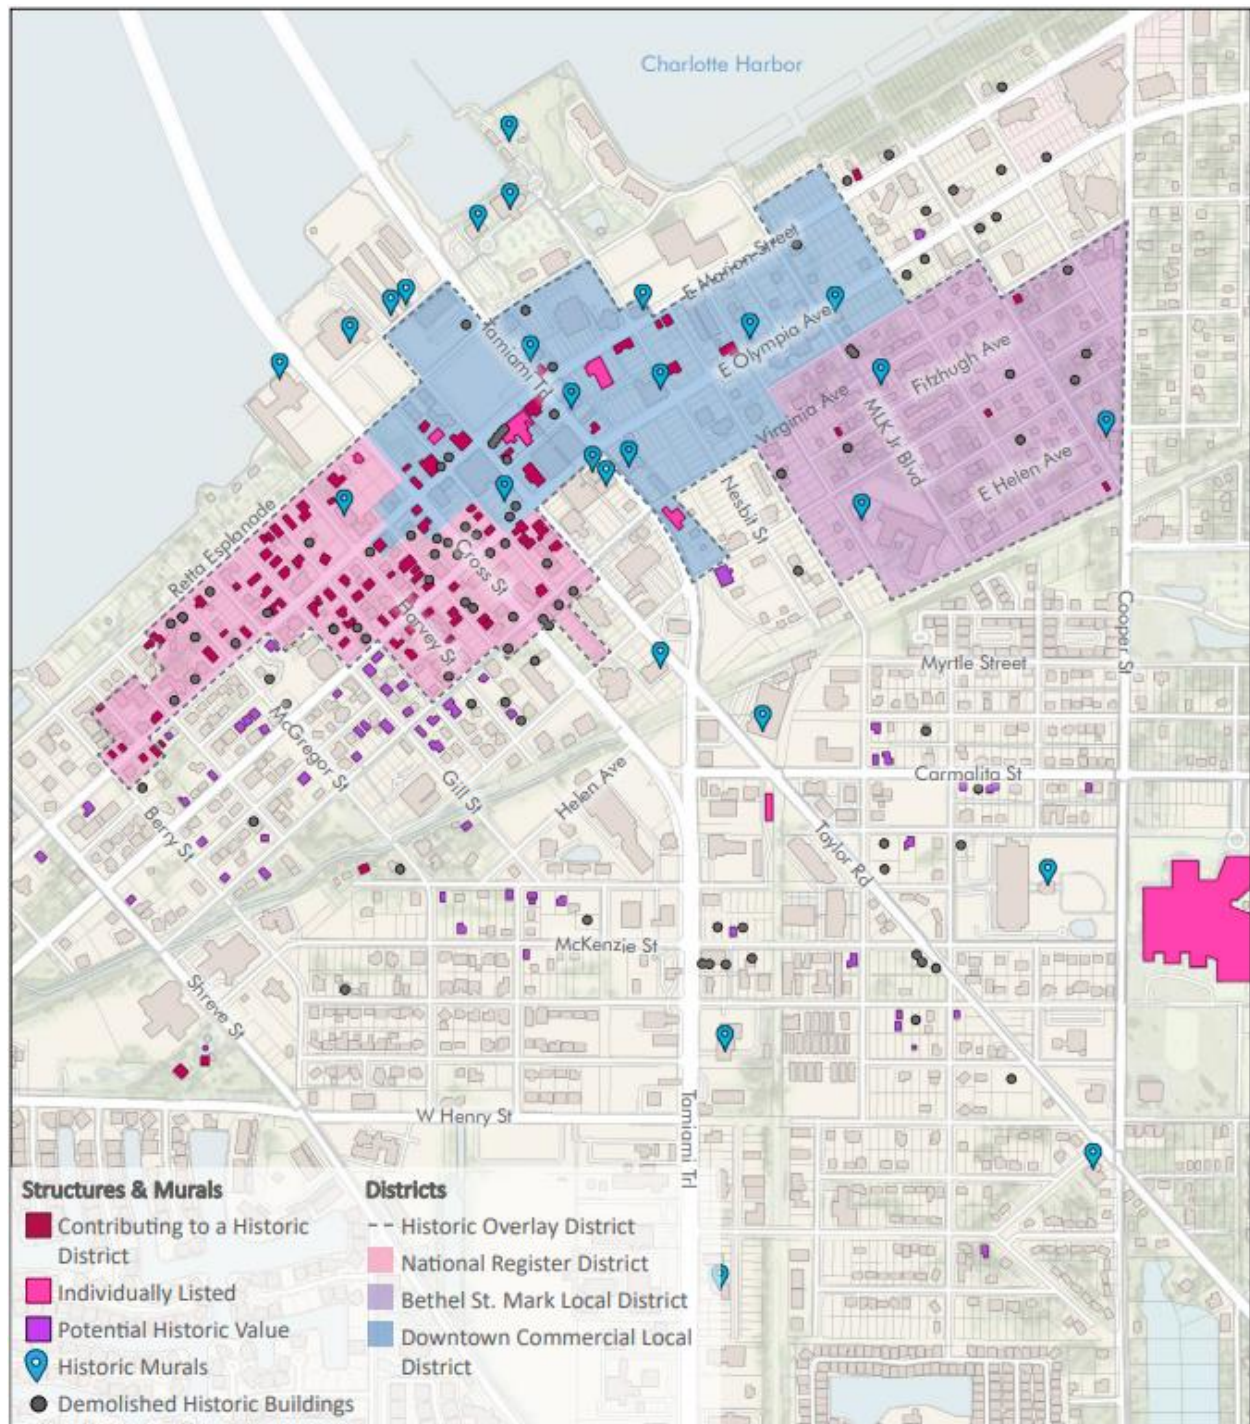 Charlotte Harbor
E Marion Street
Tamiami Trl
E Olympia Ave
Fitzhugh Ave
Virginia Ave
MLK Jr Blvd
E Helen Ave
Nesbit St
Retta Esplanade
Cross St
Harvey St
Cooper St
Myrtle Street
McGregor St
Carmalita St
Gill St
Helen Ave
Berry St
Taylor Rd
McKenzie St
Shreve St
W Henry St
Tamiami Trl
Structures & Murals
Contributing to a Historic
District
Individually Listed
Potential Historic Value
Historic Murals
Demolished Historic Buildings
Districts
Historic Overlay District
National Register District
Bethel St. Mark Local District
Downtown Commercial Local
District